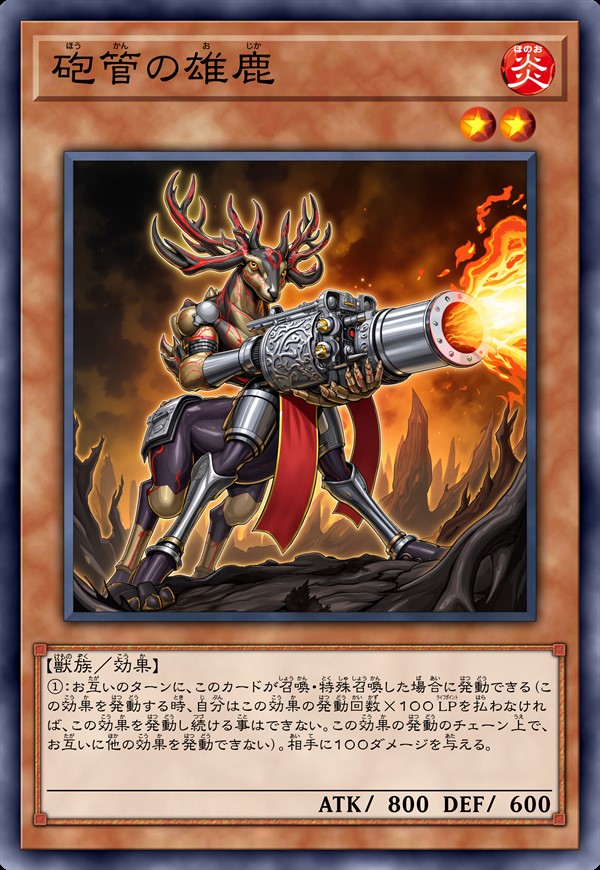 砲管の雄鹿
炎
【獣族／効果】
①：お互いのターンに、このカードが召喚・特殊召喚した場合に発動できる（こ
の効果を発動する時、自分はこの効果の発動回数×１００ＬＰを払わなけれ
ば、この効果を発動し続ける事はできない。この効果の発動のチェーン上で、
お互いに他の効果を発動できない）。相手に１００ダメージを与える。
ATK/ 800 DEF/ 600